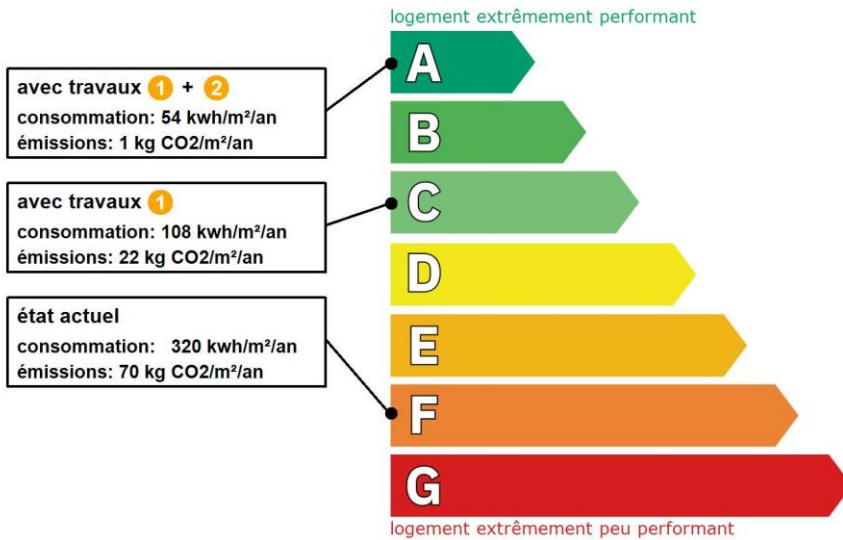 logement extrêmement performant
A
avec travaux 1 + 2
consommation: 54 kwh/m²/an
émissions: 1 kg CO2/m²/an
B
avec travaux 1
consommation: 108 kwh/m²/an
émissions: 22 kg CO2/m²/an
C
D
état actuel
consommation: 320 kwh/m²/an
émissions: 70 kg CO2/m²/an
E
F
G
logement extrêmement peu performant